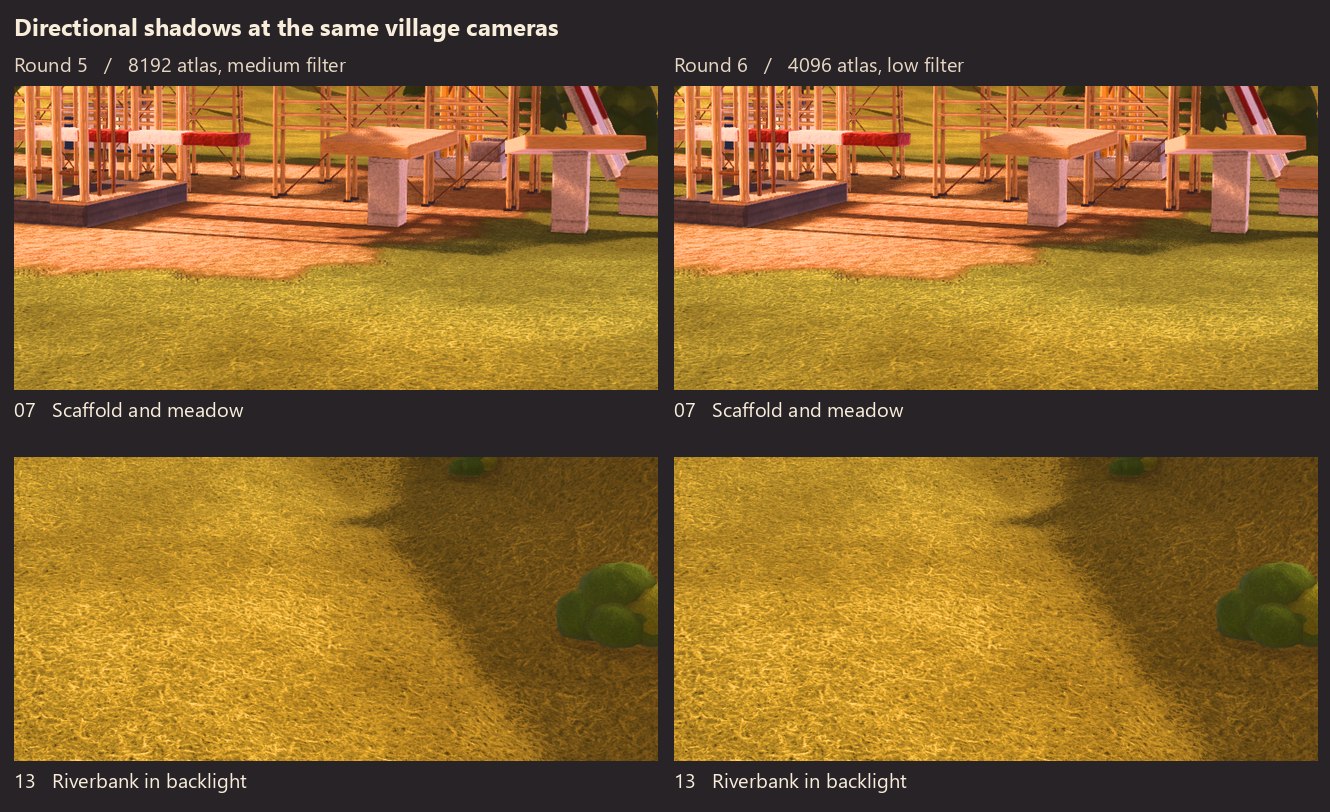 Directional shadows at the same village cameras
Round 5 / 8192 atlas, medium filter
Round 6 / 4096 atlas, low filter
07 Scaffold and meadow
07 Scaffold and meadow
13 Riverbank in backlight
13 Riverbank in backlight